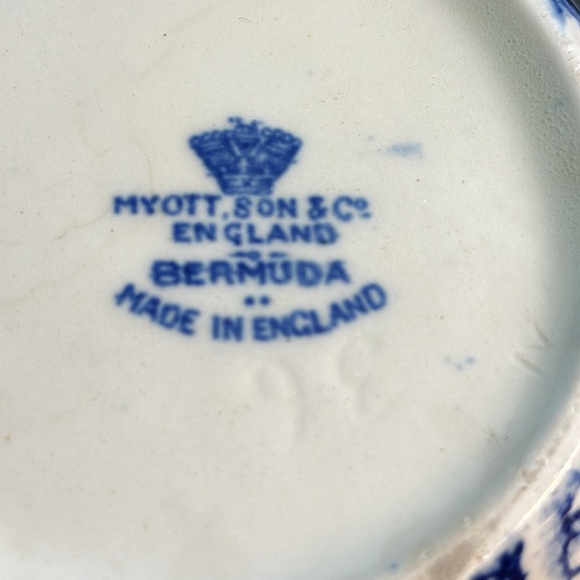 MYOTT, SON & Co
ENGLAND
BERMUDA
MADE IN ENGLAND